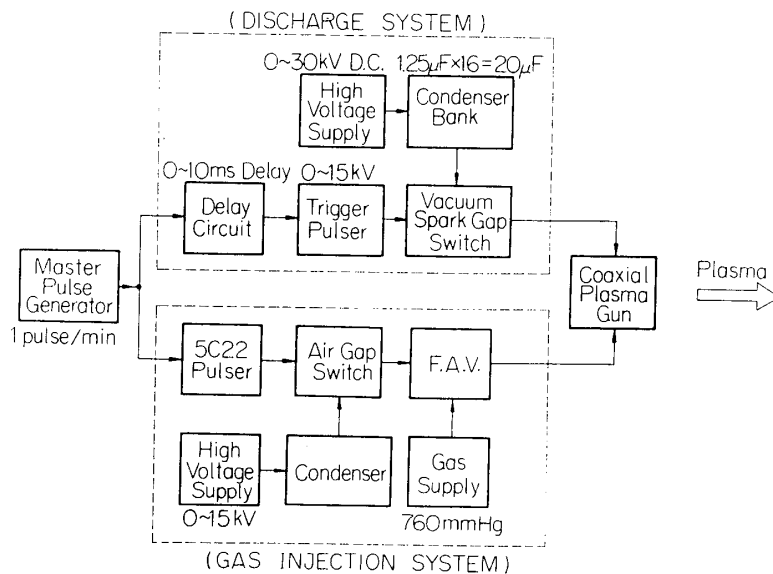 (DISCHARGE SYSTEM)
0~30kV D.C.
1.25μF×16=20μF
High
Voltage
Supply
Condenser
Bank
0~10ms Delay
0~15kV
Delay
Circuit
Trigger
Pulser
Vacuum
Spark Gap
Switch
Master
Pulse
Generator
1 pulse/min
Coaxial
Plasma
Gun
Plasma
5C22
Pulser
Air Gap
Switch
F.A.V.
High
Voltage
Supply
Condenser
Gas
Supply
0~15kV
760mmHg
(GAS INJECTION SYSTEM)